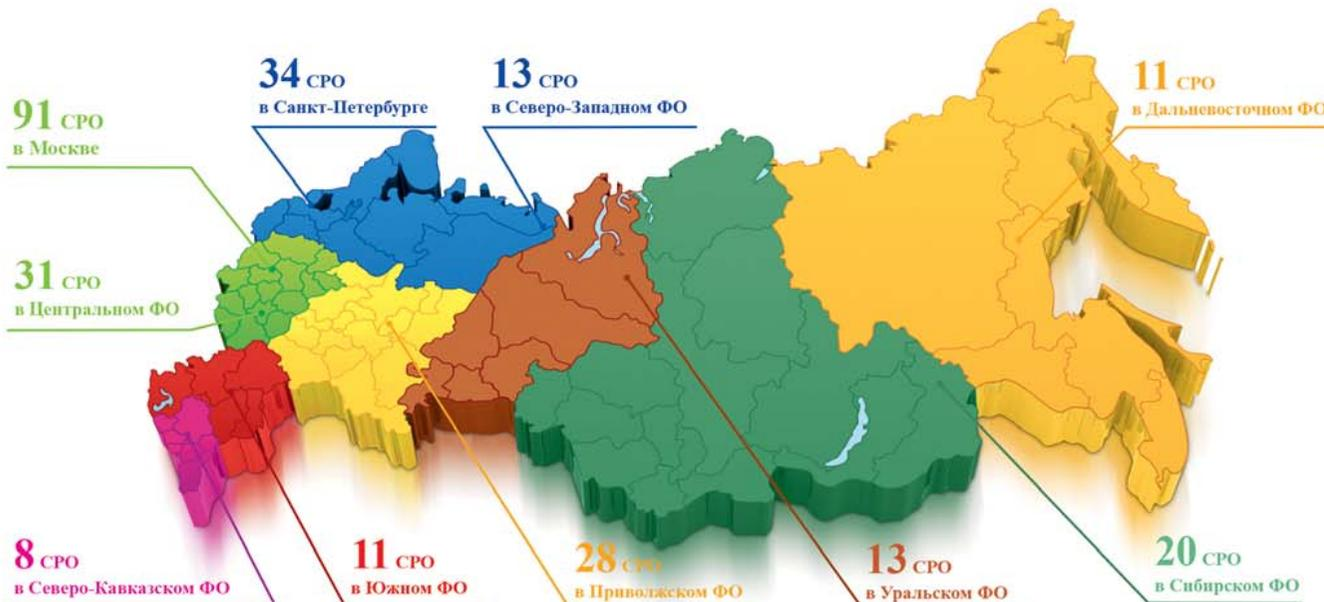 34 СРО
в Санкт-Петербурге
13 СРО
в Северо-Западном ФО
11 СРО
в Дальневосточном ФО
91 СРО
в Москве
31 СРО
в Центральном ФО
8 СРО
в Северо-Кавказском ФО
11 СРО
в Южном ФО
28 СРО
в Приволжском ФО
13 СРО
в Уральском ФО
20 СРО
в Сибирском ФО